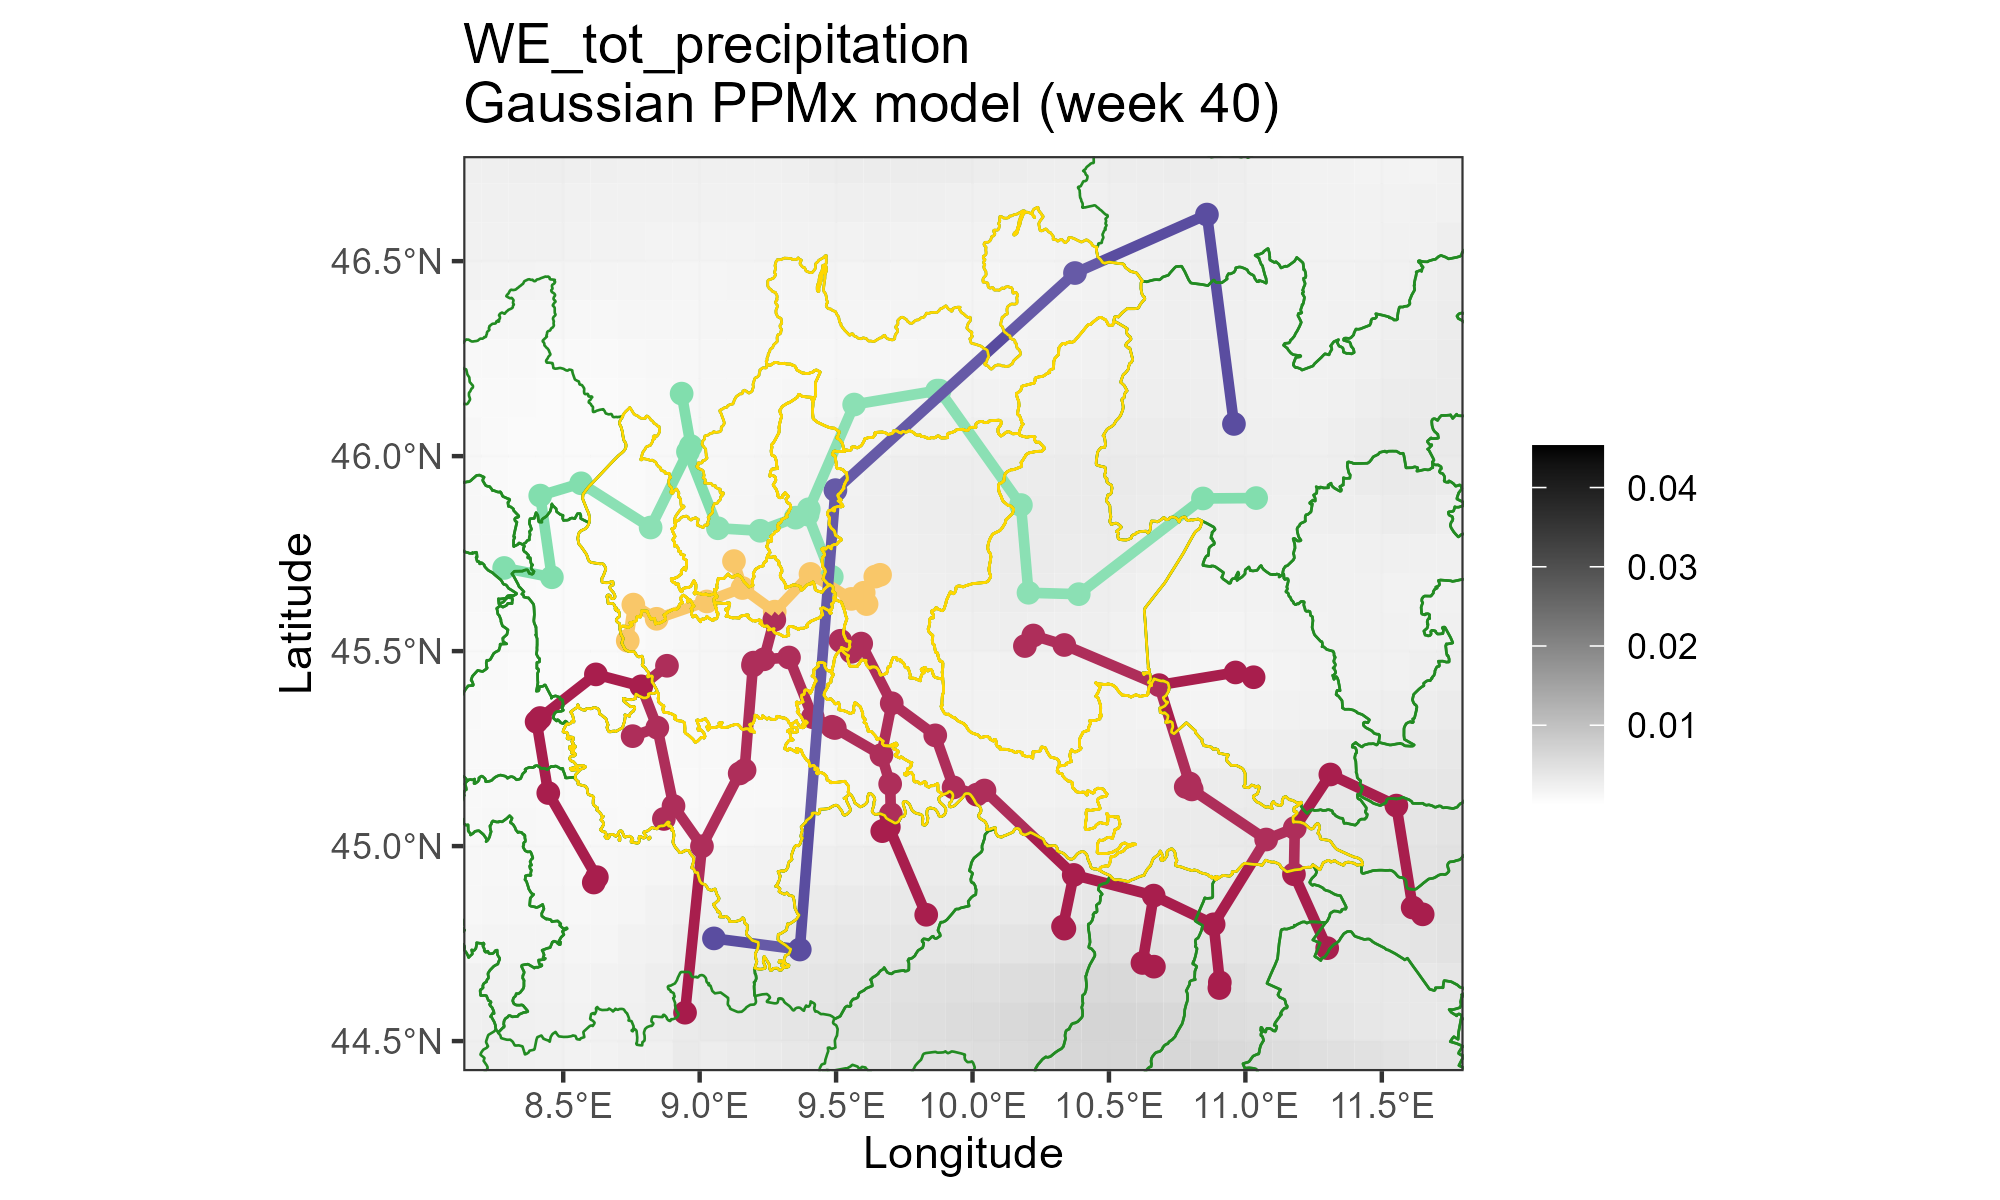 WE_tot_precipitation
Gaussian PPMx model (week 40)
46.5°N
46.0°N
45.5°N
45.0°N
44.5°N
Latitude
8.5°E
9.0°E
9.5°E
10.0°E
10.5°E
11.0°E
11.5°E
Longitude
0.04
0.03
0.02
0.01